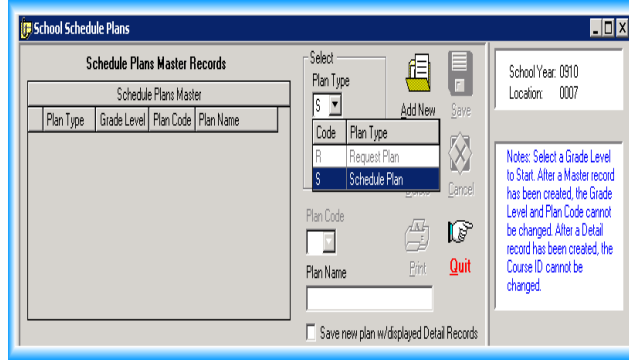 School Schedule Plans
Schedule Plans Master Records
Schedule Plans Master
Plan Type Grade Level Plan Code Plan Name
Select
Plan Type
S
Code Plan Type
R Request Plan
S Schedule Plan
Add New Save
Cancel
Plan Code
Print Quit
Plan Name
Save new plan w/displayed Detail Records
School Year: 0910
Location: 0007
Notes: Select a Grade Level
to Start. After a Master record
has been created, the Grade
Level and Plan Code cannot
be changed. After a Detail
record has been created, the
Course ID cannot be
changed.